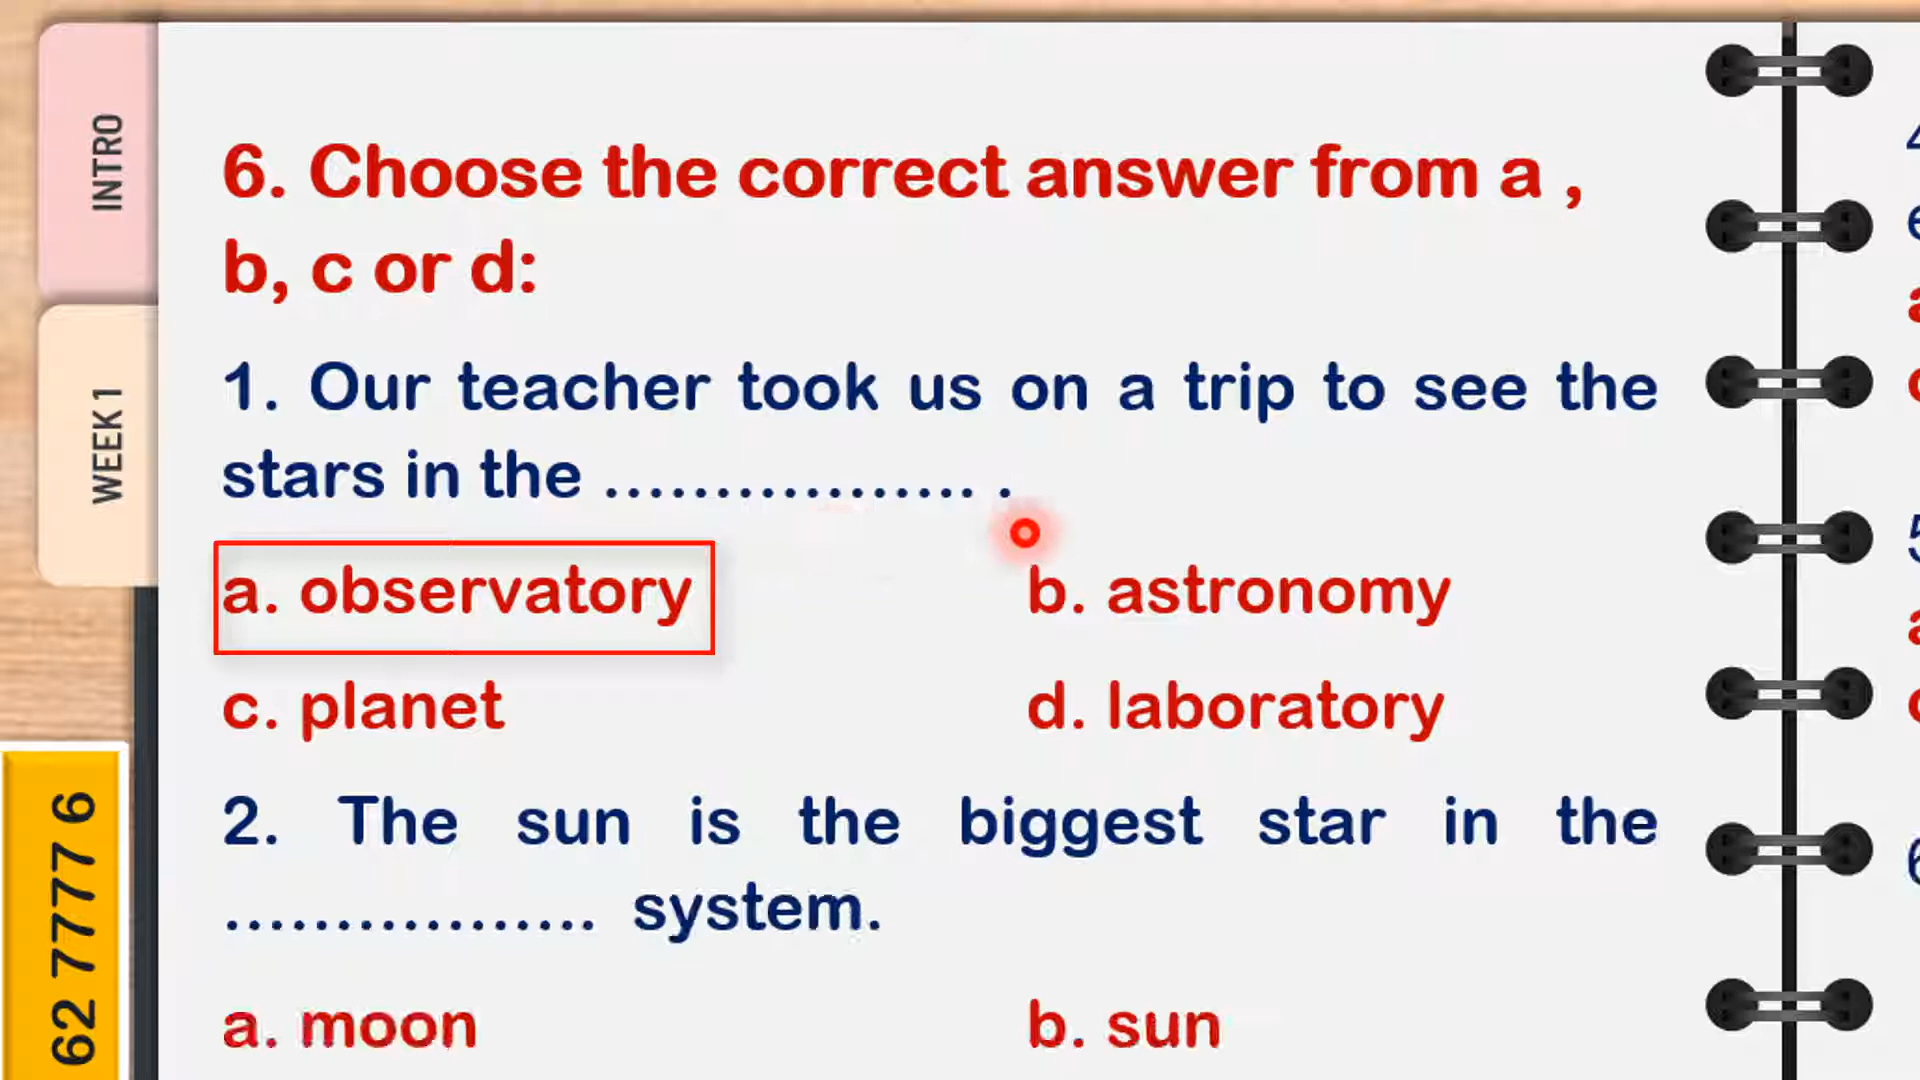 INTRO
WEEK 1
62 7777 6
6. Choose the correct answer from a ,
b, c or d:
1. Our teacher took us on a trip to see the
stars in the ................. .
a. observatory b. astronomy
c. planet d. laboratory
2. The sun is the biggest star in the
................. system.
a. moon b. sun